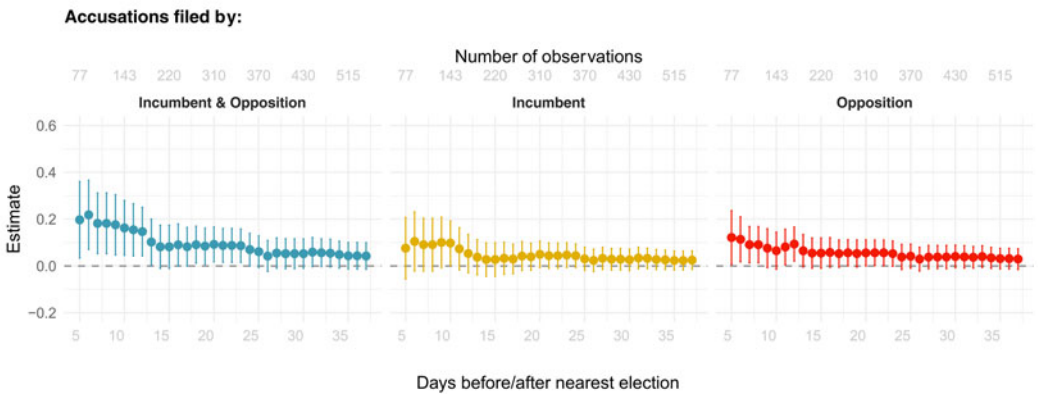 Accusations filed by:
Number of observations
77 143 220 310 370 430 515 77 143 220 310 370 430 515 77 143 220 310 370 430 515
Incumbent & Opposition Incumbent Opposition
0.6
0.4
0.2
0.0
−0.2
Estimate
5 10 15 20 25 30 35 5 10 15 20 25 30 35 5 10 15 20 25 30 35
Days before/after nearest election